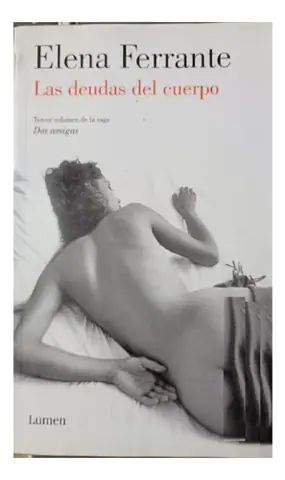 Elena Ferrante
Las deudas del cuerpo
Tercer volumen de la saga
Dos amigas
Lumen